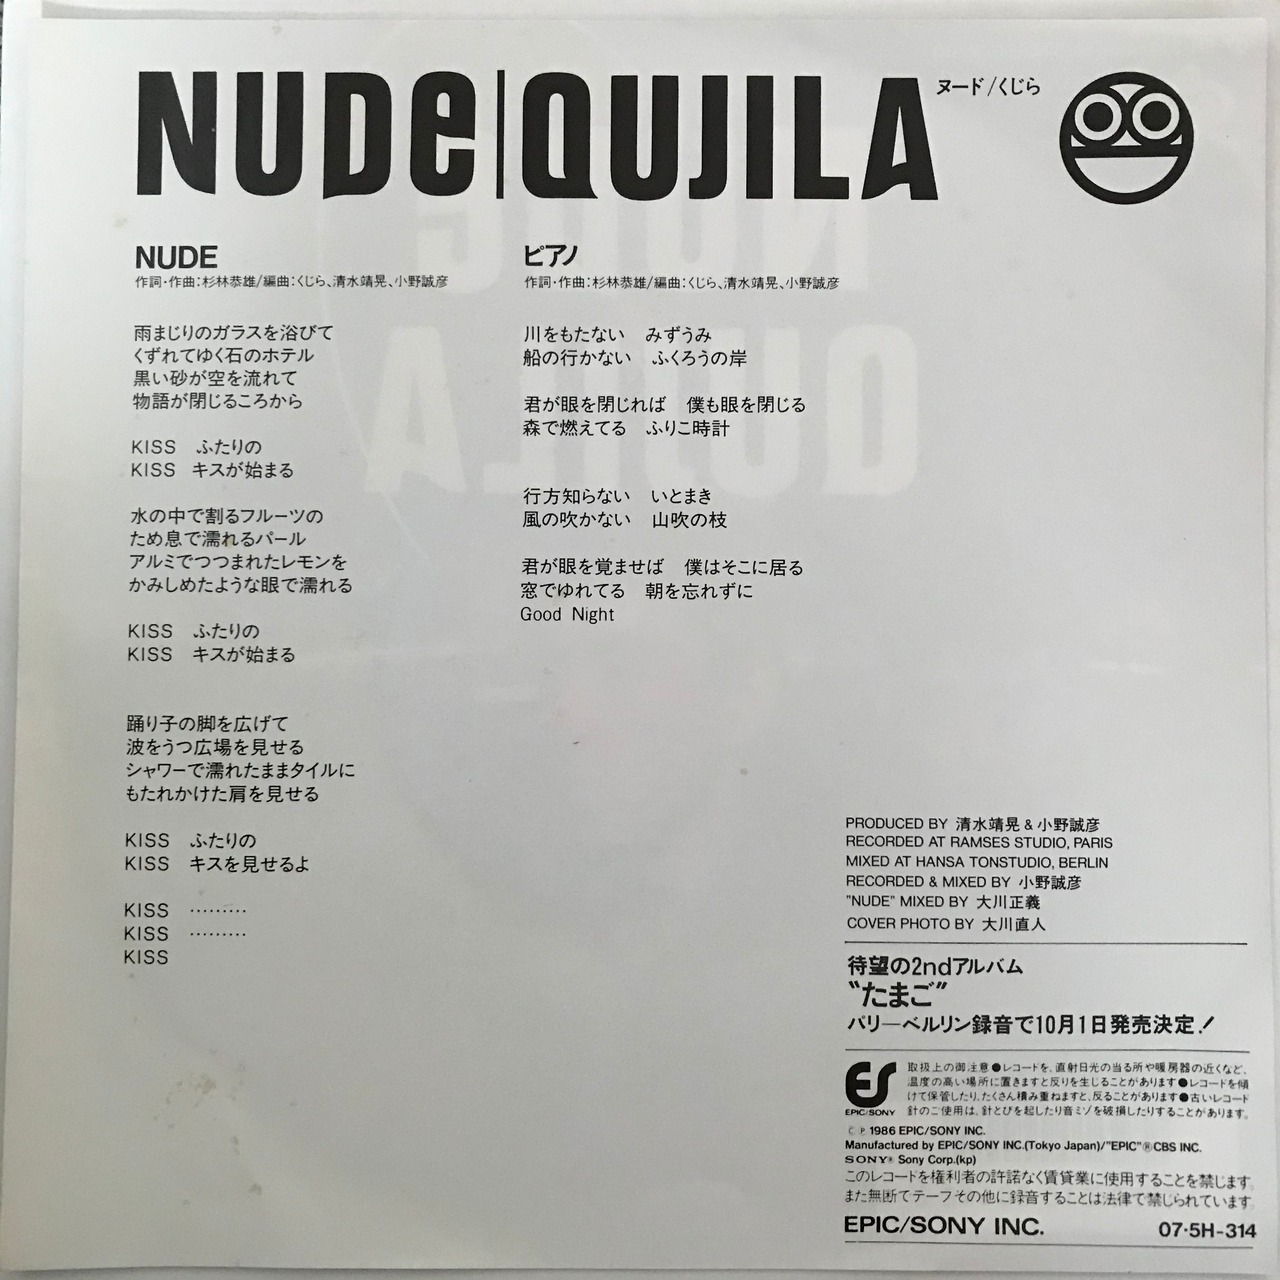 NUDE|QUJILA
ヌード/くじら
NUDE
作詞・作曲:杉林恭雄/編曲:くじら、清水靖晃、小野誠彦
雨まじりのガラスを浴びて
くずれてゆく石のホテル
黒い砂が空を流れて
物語が閉じるころから
KISS ふたりの
KISS キスが始まる
水の中で割るフルーツの
ため息で濡れるパール
アルミでつつまれたレモンを
かみしめたような眼で濡れる
KISS ふたりの
KISS キスが始まる
踊り子の脚を広げて
波をうつ広場を見せる
シャワーで濡れたままタイルに
もたれかけた肩を見せる
KISS ふたりの
KISS キスを見せるよ
KISS ………
KISS ………
KISS
ピアノ
作詞・作曲:杉林恭雄/編曲:くじら、清水靖晃、小野誠彦
川をもたない みずうみ
船の行かない ふくろうの岸
君が眼を閉じれば 僕も眼を閉じる
森で燃えてる ふりこ時計
行方知らない いとまき
風の吹かない 山吹の枝
君が眼を覚ませば 僕はそこに居る
窓でゆれてる 朝を忘れずに
Good Night
PRODUCED BY 清水靖晃 & 小野誠彦
RECORDED AT RAMSES STUDIO, PARIS
MIXED AT HANSA TONSTUDIO, BERLIN
RECORDED & MIXED BY 小野誠彦
"NUDE" MIXED BY 大川正義
COVER PHOTO BY 大川直人
待望の2ndアルバム
"たまご"
パリ―ベルリン録音で10月1日発売決定!
ES
EPIC/SONY
取扱上の御注意●レコードを、直射日光の当る所や暖房器の近くなど、
温度の高い場所に置きますと反りを生じることがあります●レコードを傾
けて保管したり、たくさん積み重ねますと、反ることがあります●古いレコード
針のご使用は、針とびを起したり音ミゾを破損したりすることがあります。
Ⓒ Ⓟ 1986 EPIC/SONY INC.
Manufactured by EPIC/SONY INC.(Tokyo Japan)/"EPIC"®CBS INC.
SONY® Sony Corp.(kp)
このレコードを権利者の許諾なく賃貸業に使用することを禁じます。
また無断でテープその他に録音することは法律で禁じられています。
EPIC/SONY INC. 07・5H-314